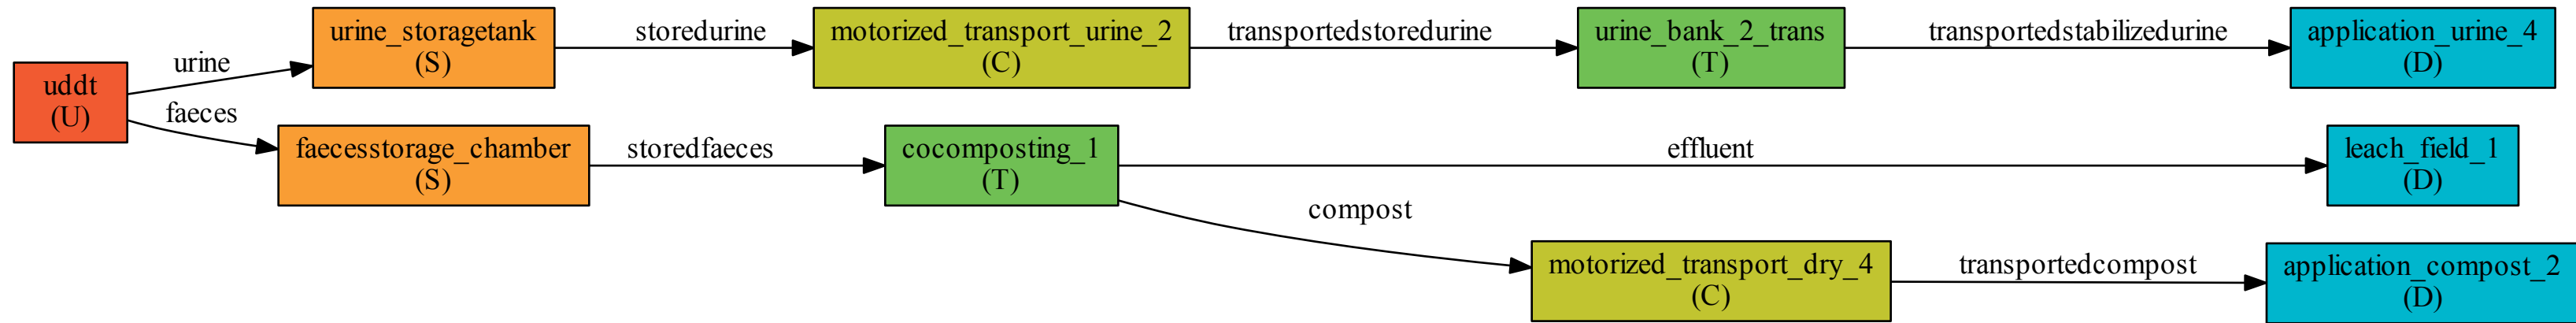 uddt
(U)
urine
faeces
urine_storagetank
(S)
storedurine
motorized_transport_urine_2
(C)
transportedstoredurine
urine_bank_2_trans
(T)
transportedstabilizedurine
application_urine_4
(D)
faecesstorage_chamber
(S)
storedfaeces
cocomposting_1
(T)
effluent
leach_field_1
(D)
compost
motorized_transport_dry_4
(C)
transportedcompost
application_compost_2
(D)